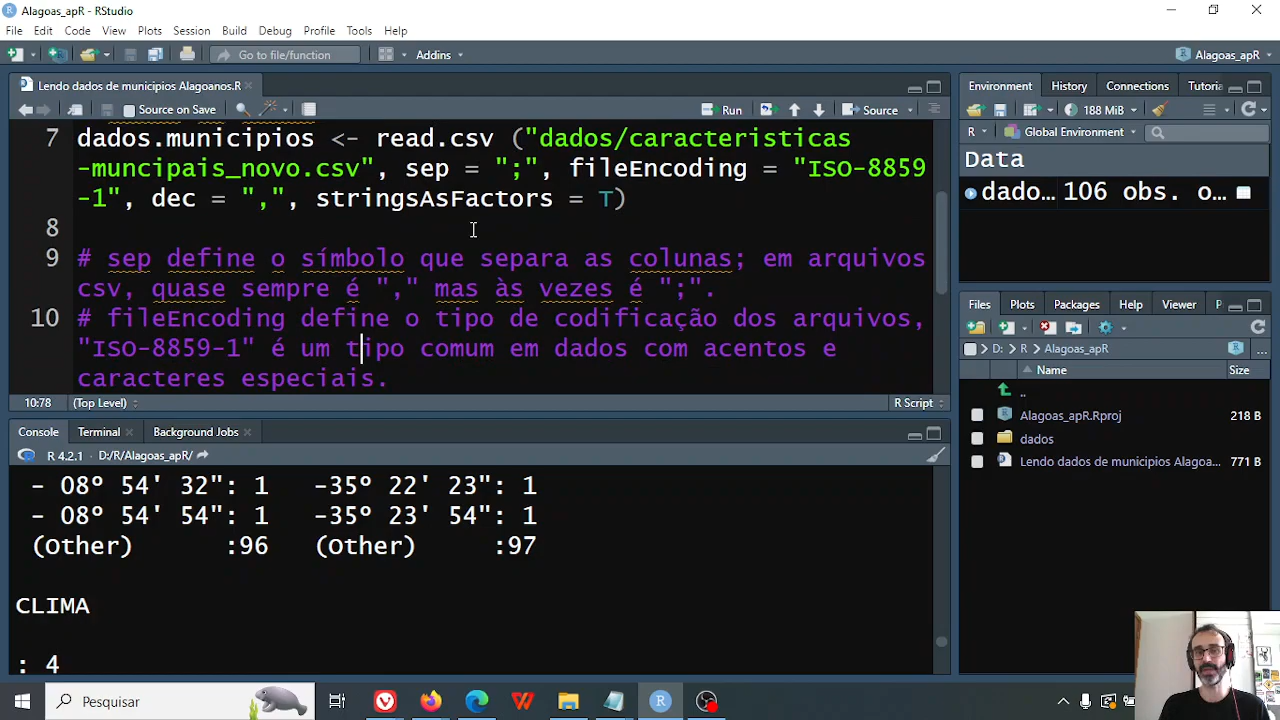 Alagoas_apR - RStudio
File Edit Code View Plots Session Build Debug Profile Tools Help
Go to file/function Addins Alagoas_apR
Lendo dados de municipios Alagoanos.R
Source on Save Run Source
7 dados.municipios <- read.csv ("dados/caracteristicas
-muncipais_novo.csv", sep = ";", fileEncoding = "ISO-8859
-1", dec = ",", stringsAsFactors = T)
8
9 # sep define o símbolo que separa as colunas; em arquivos
csv, quase sempre é "," mas às vezes é ";".
10 # fileEncoding define o tipo de codificação dos arquivos,
"ISO-8859-1" é um tipo comum em dados com acentos e
caracteres especiais.
10:78 (Top Level) R Script
Console Terminal Background Jobs
R 4.2.1 · D:/R/Alagoas_apR/
- 08º 54' 32": 1 -35º 22' 23": 1
- 08º 54' 54": 1 -35º 23' 54": 1
(Other) :96 (Other) :97
CLIMA
: 4
Environment History Connections Tutoria
188 MiB
R Global Environment
Data
dado… 106 obs. o…
Files Plots Packages Help Viewer P
D: R Alagoas_apR
Name Size
..
Alagoas_apR.Rproj 218 B
dados
Lendo dados de municipios Alagoa... 771 B
Pesquisar